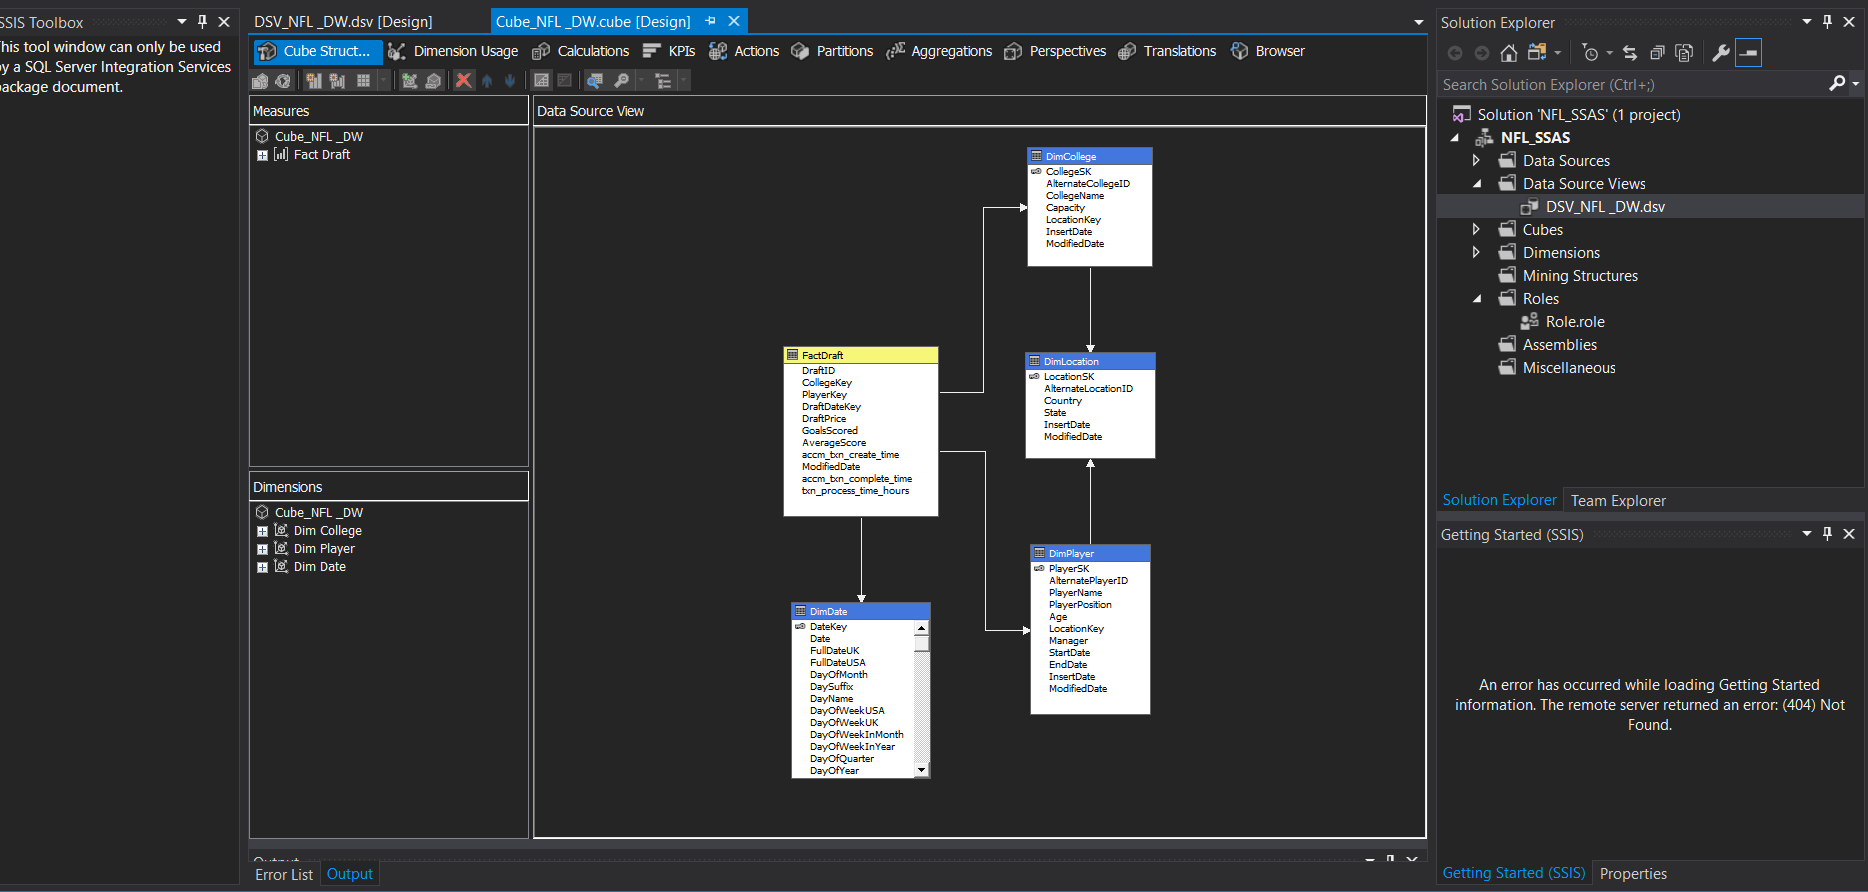 SSIS Toolbox
This tool window can only be used
by a SQL Server Integration Services
package document.
DSV_NFL _DW.dsv [Design]
Cube_NFL _DW.cube [Design]
Cube Struct...
Dimension Usage
Calculations
KPIs
Actions
Partitions
Aggregations
Perspectives
Translations
Browser
Measures
Cube_NFL _DW
Fact Draft
Dimensions
Cube_NFL _DW
Dim College
Dim Player
Dim Date
Data Source View
DimCollege
CollegeSK
AlternateCollegeID
CollegeName
Capacity
LocationKey
InsertDate
ModifiedDate
FactDraft
DraftID
CollegeKey
PlayerKey
DraftDateKey
DraftPrice
GoalsScored
AverageScore
accm_txn_create_time
ModifiedDate
accm_txn_complete_time
txn_process_time_hours
DimLocation
LocationSK
AlternateLocationID
Country
State
InsertDate
ModifiedDate
DimPlayer
PlayerSK
AlternatePlayerID
PlayerName
PlayerPosition
Age
LocationKey
Manager
StartDate
EndDate
InsertDate
ModifiedDate
DimDate
DateKey
Date
FullDateUK
FullDateUSA
DayOfMonth
DaySuffix
DayName
DayOfWeekUSA
DayOfWeekUK
DayOfWeekInMonth
DayOfWeekInYear
DayOfQuarter
DayOfYear
Output
Error List
Output
Solution Explorer
Search Solution Explorer (Ctrl+;)
Solution 'NFL_SSAS' (1 project)
NFL_SSAS
Data Sources
Data Source Views
DSV_NFL _DW.dsv
Cubes
Dimensions
Mining Structures
Roles
Role.role
Assemblies
Miscellaneous
Solution Explorer
Team Explorer
Getting Started (SSIS)
An error has occurred while loading Getting Started
information. The remote server returned an error: (404) Not
Found.
Getting Started (SSIS)
Properties